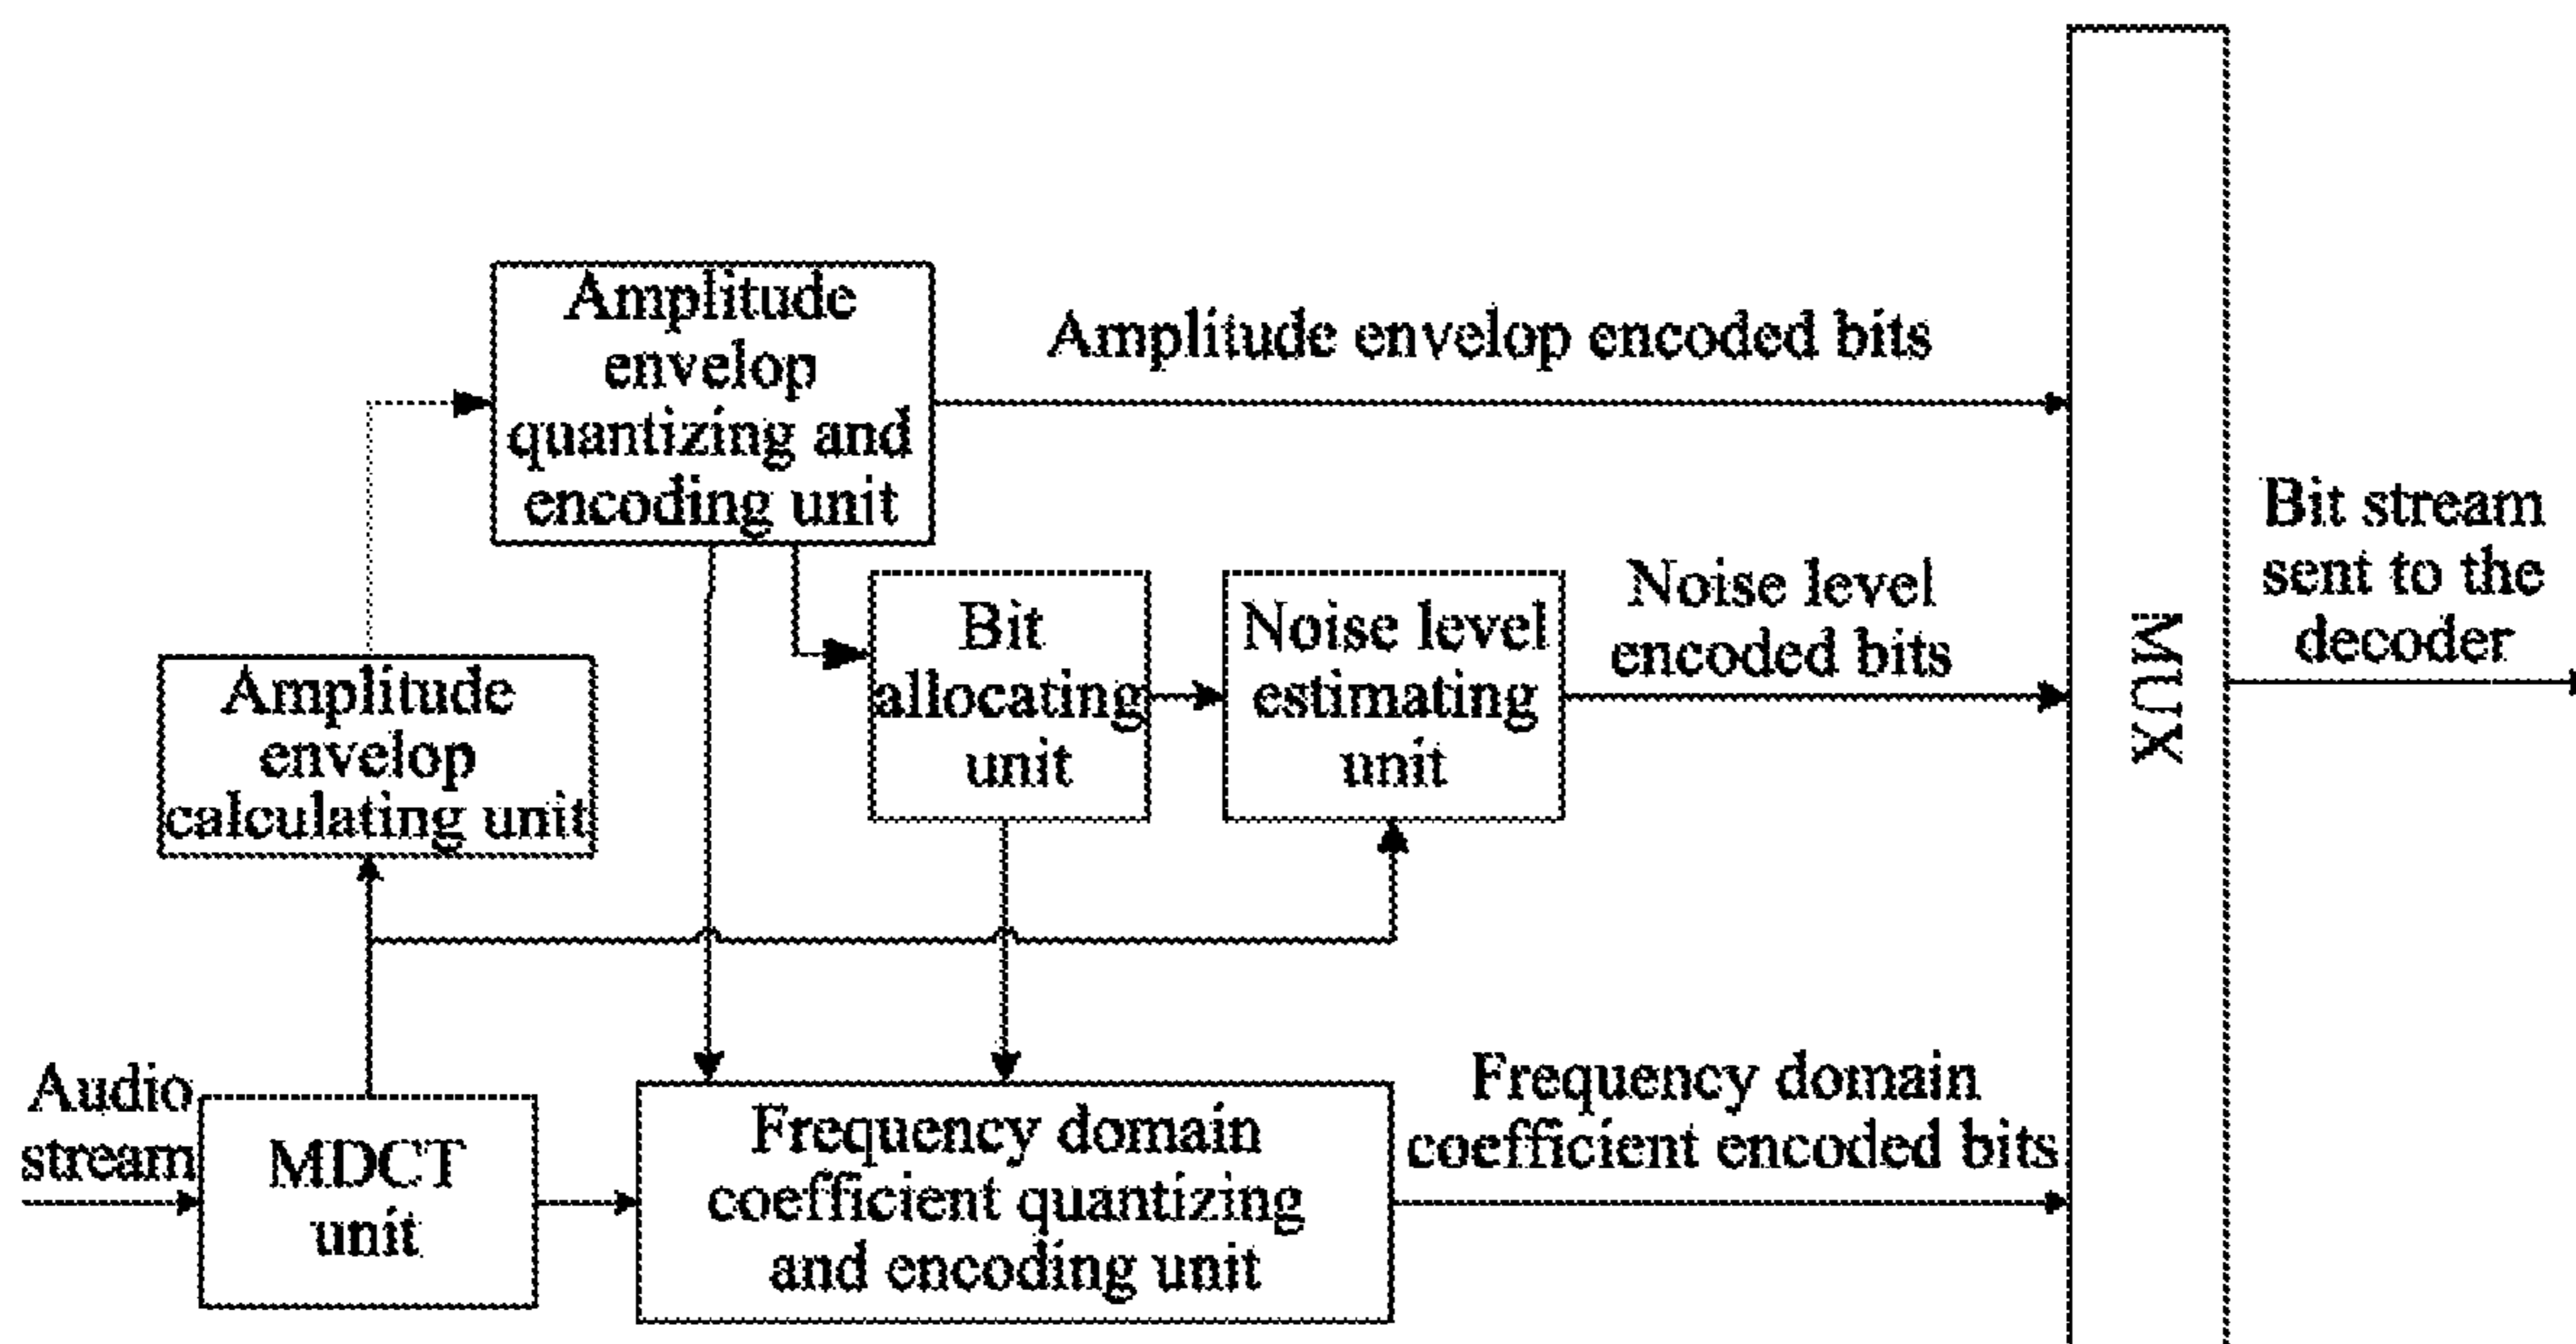 Amplitude
envelop
quantizing and
encoding unit
Amplitude envelop encoded bits
Bit stream
sent to the
decoder
Noise level
encoded bits
Bit
allocating
unit
Noise level
estimating
unit
MUX
Amplitude
envelop
calculating unit
Audio
stream
MDCT
unit
Frequency domain
coefficient quantizing
and encoding unit
Frequency domain
coefficient encoded bits